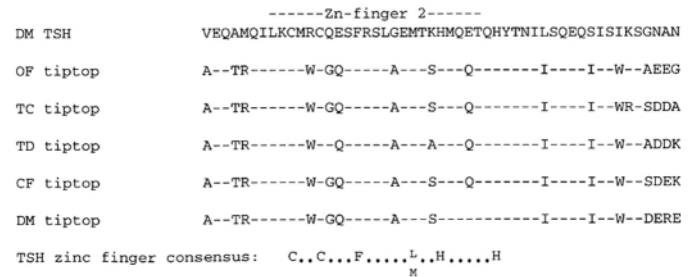 ------Zn-finger 2------
DM TSH VEQAMQILKCMRCQESFRSLGEMTKHMQETQHYTNILSQEQSISIKSGNAN
OF tiptop A--TR------W-GQ-----A---S---Q-------I----I--W--AEEG
TC tiptop A--TR------W-GQ-----A---S---Q-------I----I--WR-SDDA
TD tiptop A--TR------W--Q-----A---A---Q-------I----I--W--ADDK
CF tiptop A--TR------W-GQ-----A---S---Q-------I----I--W--SDEK
DM tiptop A--TR------W-GQ-----A---S-----------I----I--W--DERE
TSH zinc finger consensus: C..C...F.....L..H.....H
M